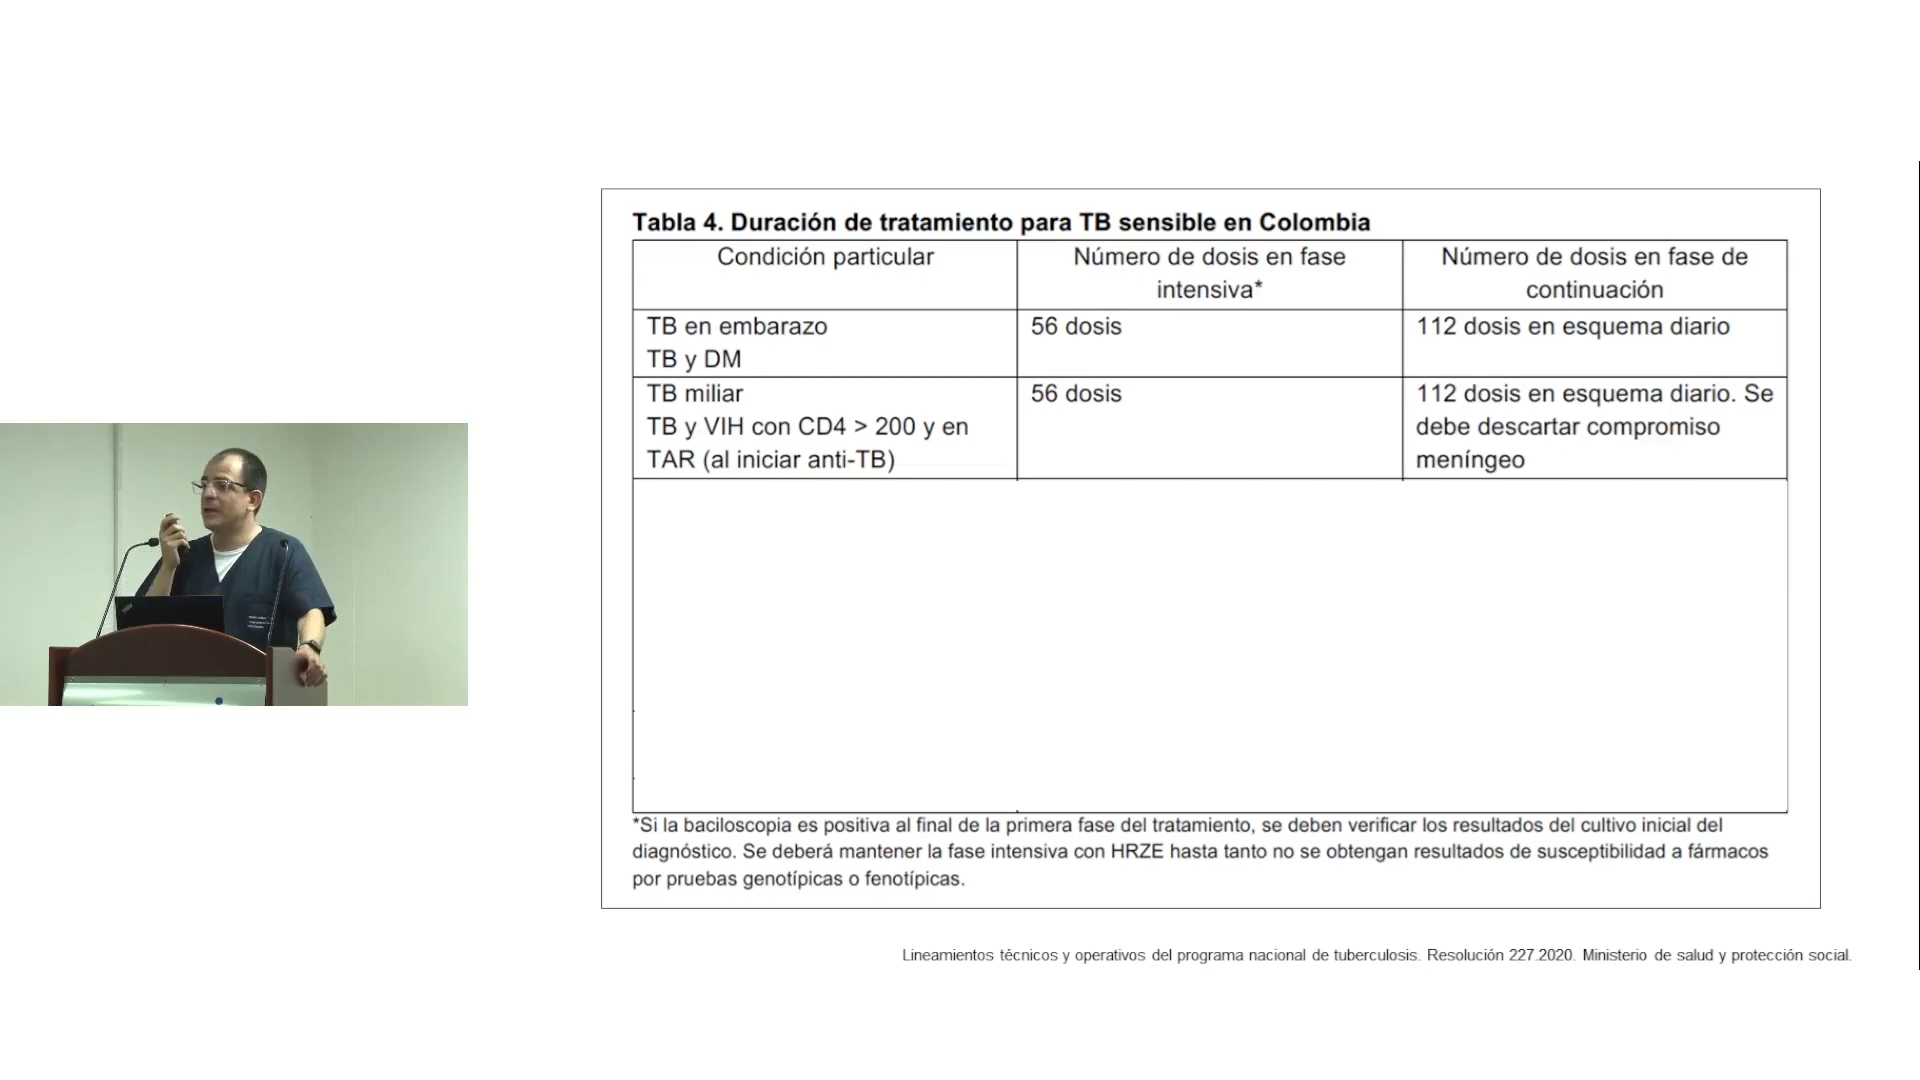 Tabla 4. Duración de tratamiento para TB sensible en Colombia
Condición particular
Número de dosis en fase
intensiva*
Número de dosis en fase de
continuación
TB en embarazo
TB y DM
56 dosis
112 dosis en esquema diario
TB miliar
TB y VIH con CD4 > 200 y en
TAR (al iniciar anti-TB)
56 dosis
112 dosis en esquema diario. Se
debe descartar compromiso
meníngeo
*Si la baciloscopia es positiva al final de la primera fase del tratamiento, se deben verificar los resultados del cultivo inicial del
diagnóstico. Se deberá mantener la fase intensiva con HRZE hasta tanto no se obtengan resultados de susceptibilidad a fármacos
por pruebas genotípicas o fenotípicas.
Lineamientos técnicos y operativos del programa nacional de tuberculosis. Resolución 227.2020. Ministerio de salud y protección social.